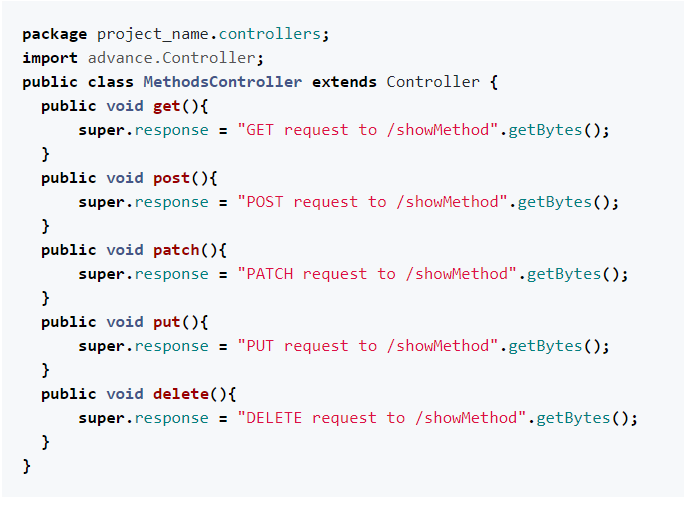 package project_name.controllers;
import advance.Controller;
public class MethodsController extends Controller {
  public void get(){
      super.response = "GET request to /showMethod".getBytes();
  }
  public void post(){
      super.response = "POST request to /showMethod".getBytes();
  }
  public void patch(){
      super.response = "PATCH request to /showMethod".getBytes();
  }
  public void put(){
      super.response = "PUT request to /showMethod".getBytes();
  }
  public void delete(){
      super.response = "DELETE request to /showMethod".getBytes();
  }
}